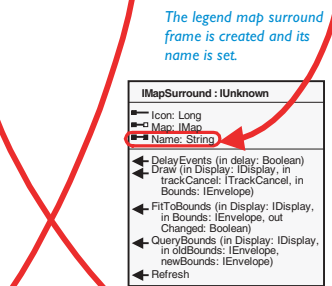 The legend map surround
frame is created and its
name is set.
IMapSurround : IUnknown
Icon: Long
Map: IMap
Name: String
DelayEvents (in delay: Boolean)
Draw (in Display: IDisplay, in
trackCancel: ITrackCancel, in
Bounds: IEnvelope)
FitToBounds (in Display: IDisplay,
in Bounds: IEnvelope, out
Changed: Boolean)
QueryBounds (in Display: IDisplay,
in oldBounds: IEnvelope,
newBounds: IEnvelope)
Refresh